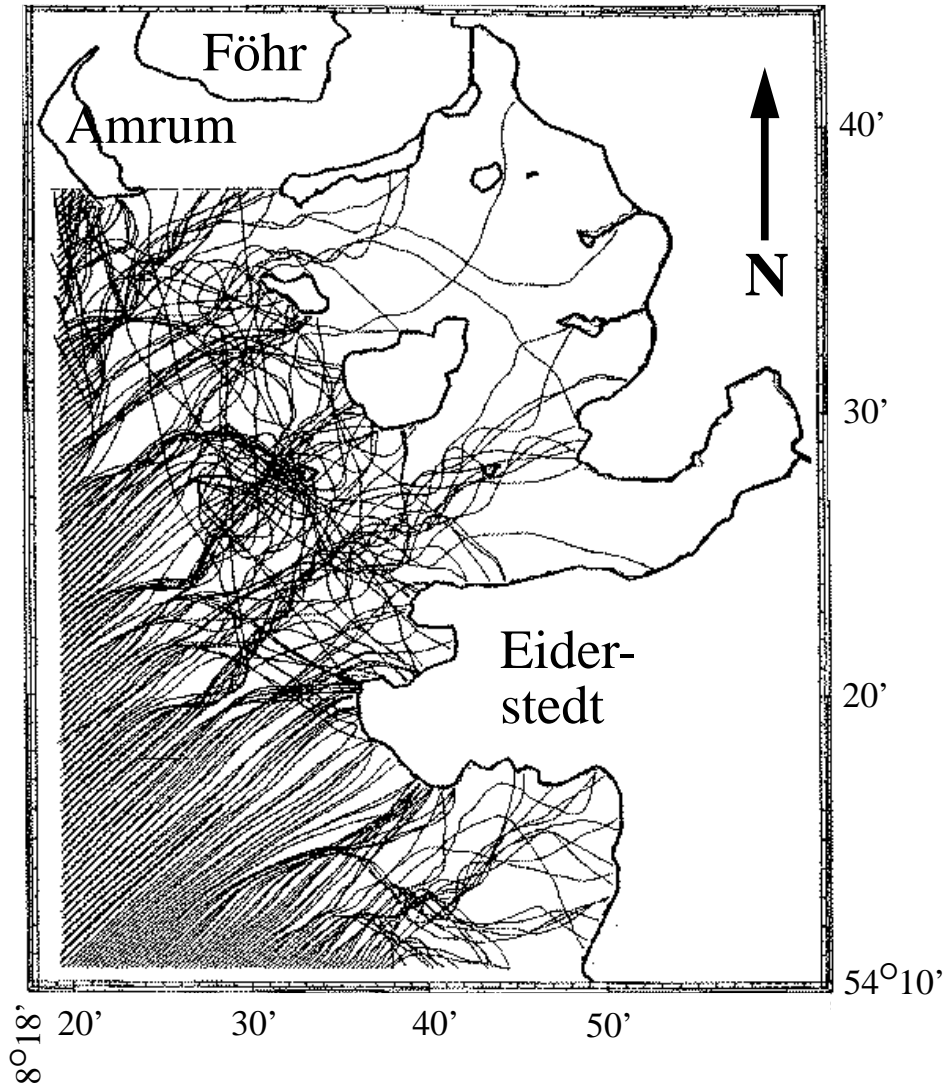 Föhr
Amrum
40’
N
30’
Eider-
stedt
20’
54°10’
8°18’
20’
30’
40’
50’